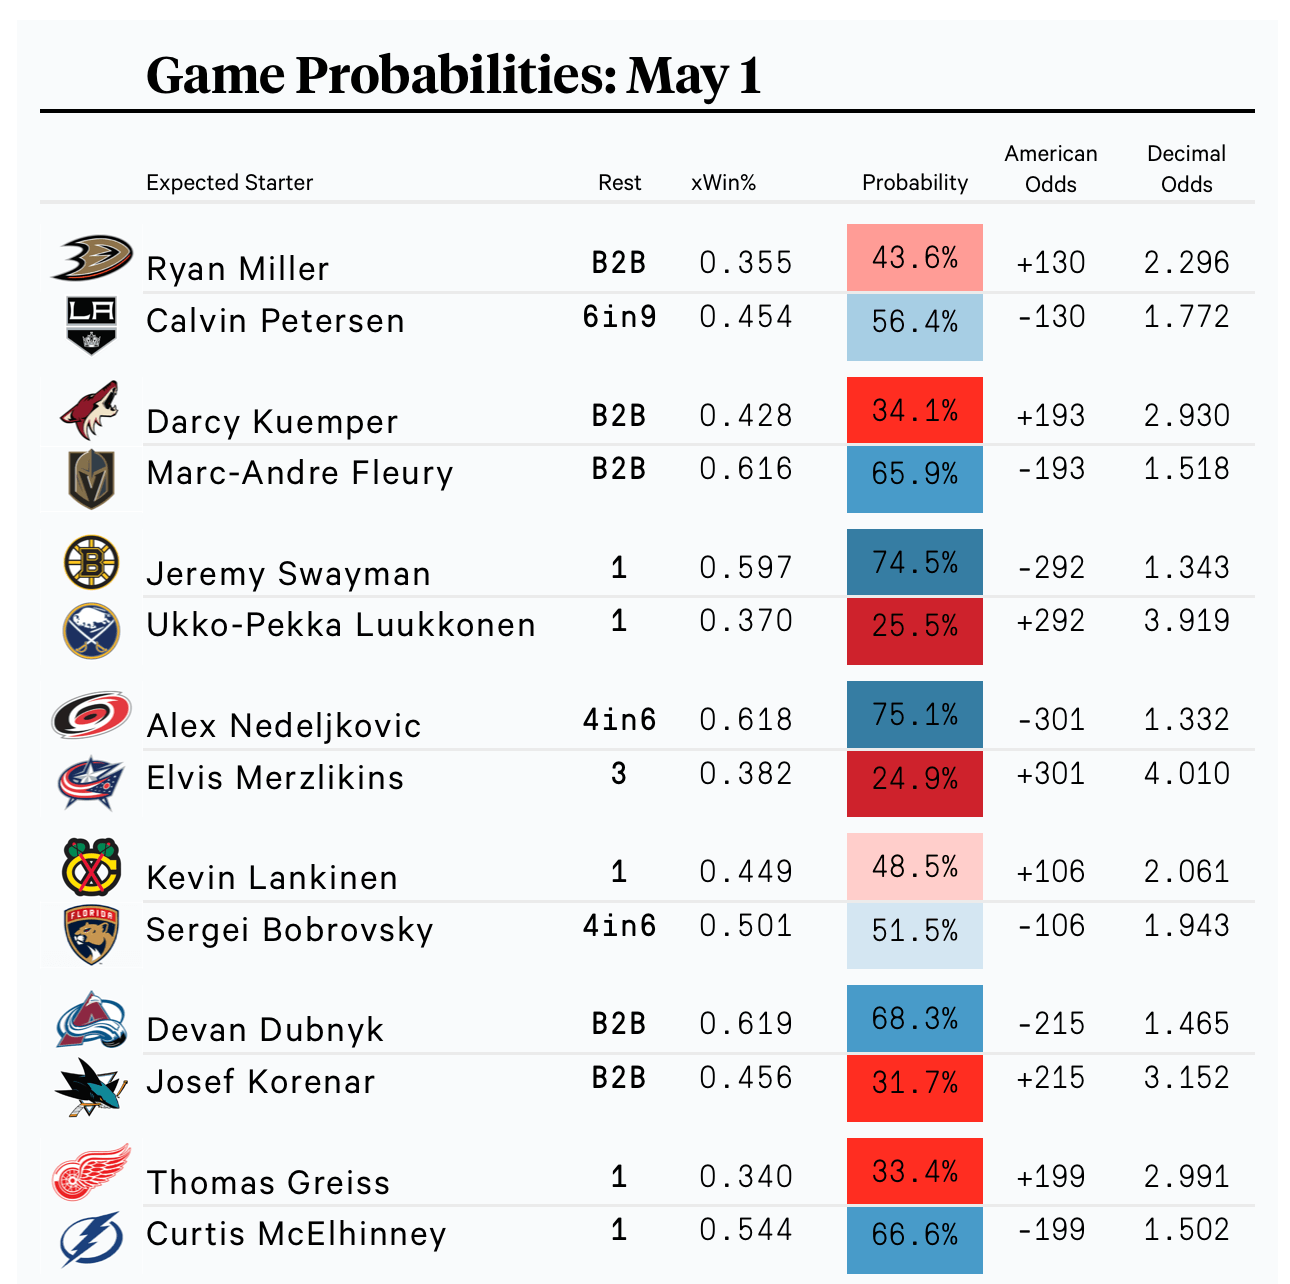 Game Probabilities: May 1
Expected Starter Rest xWin% Probability American Odds Decimal Odds
Ryan Miller B2B 0.355 43.6% +130 2.296
LA
Calvin Petersen 6in9 0.454 56.4% -130 1.772
Darcy Kuemper B2B 0.428 34.1% +193 2.930
Marc-Andre Fleury B2B 0.616 65.9% -193 1.518
B
Jeremy Swayman 1 0.597 74.5% -292 1.343
Ukko-Pekka Luukkonen 1 0.370 25.5% +292 3.919
Alex Nedeljkovic 4in6 0.618 75.1% -301 1.332
Elvis Merzlikins 3 0.382 24.9% +301 4.010
Kevin Lankinen 1 0.449 48.5% +106 2.061
FLORIDA
Sergei Bobrovsky 4in6 0.501 51.5% -106 1.943
Devan Dubnyk B2B 0.619 68.3% -215 1.465
Josef Korenar B2B 0.456 31.7% +215 3.152
Thomas Greiss 1 0.340 33.4% +199 2.991
Curtis McElhinney 1 0.544 66.6% -199 1.502